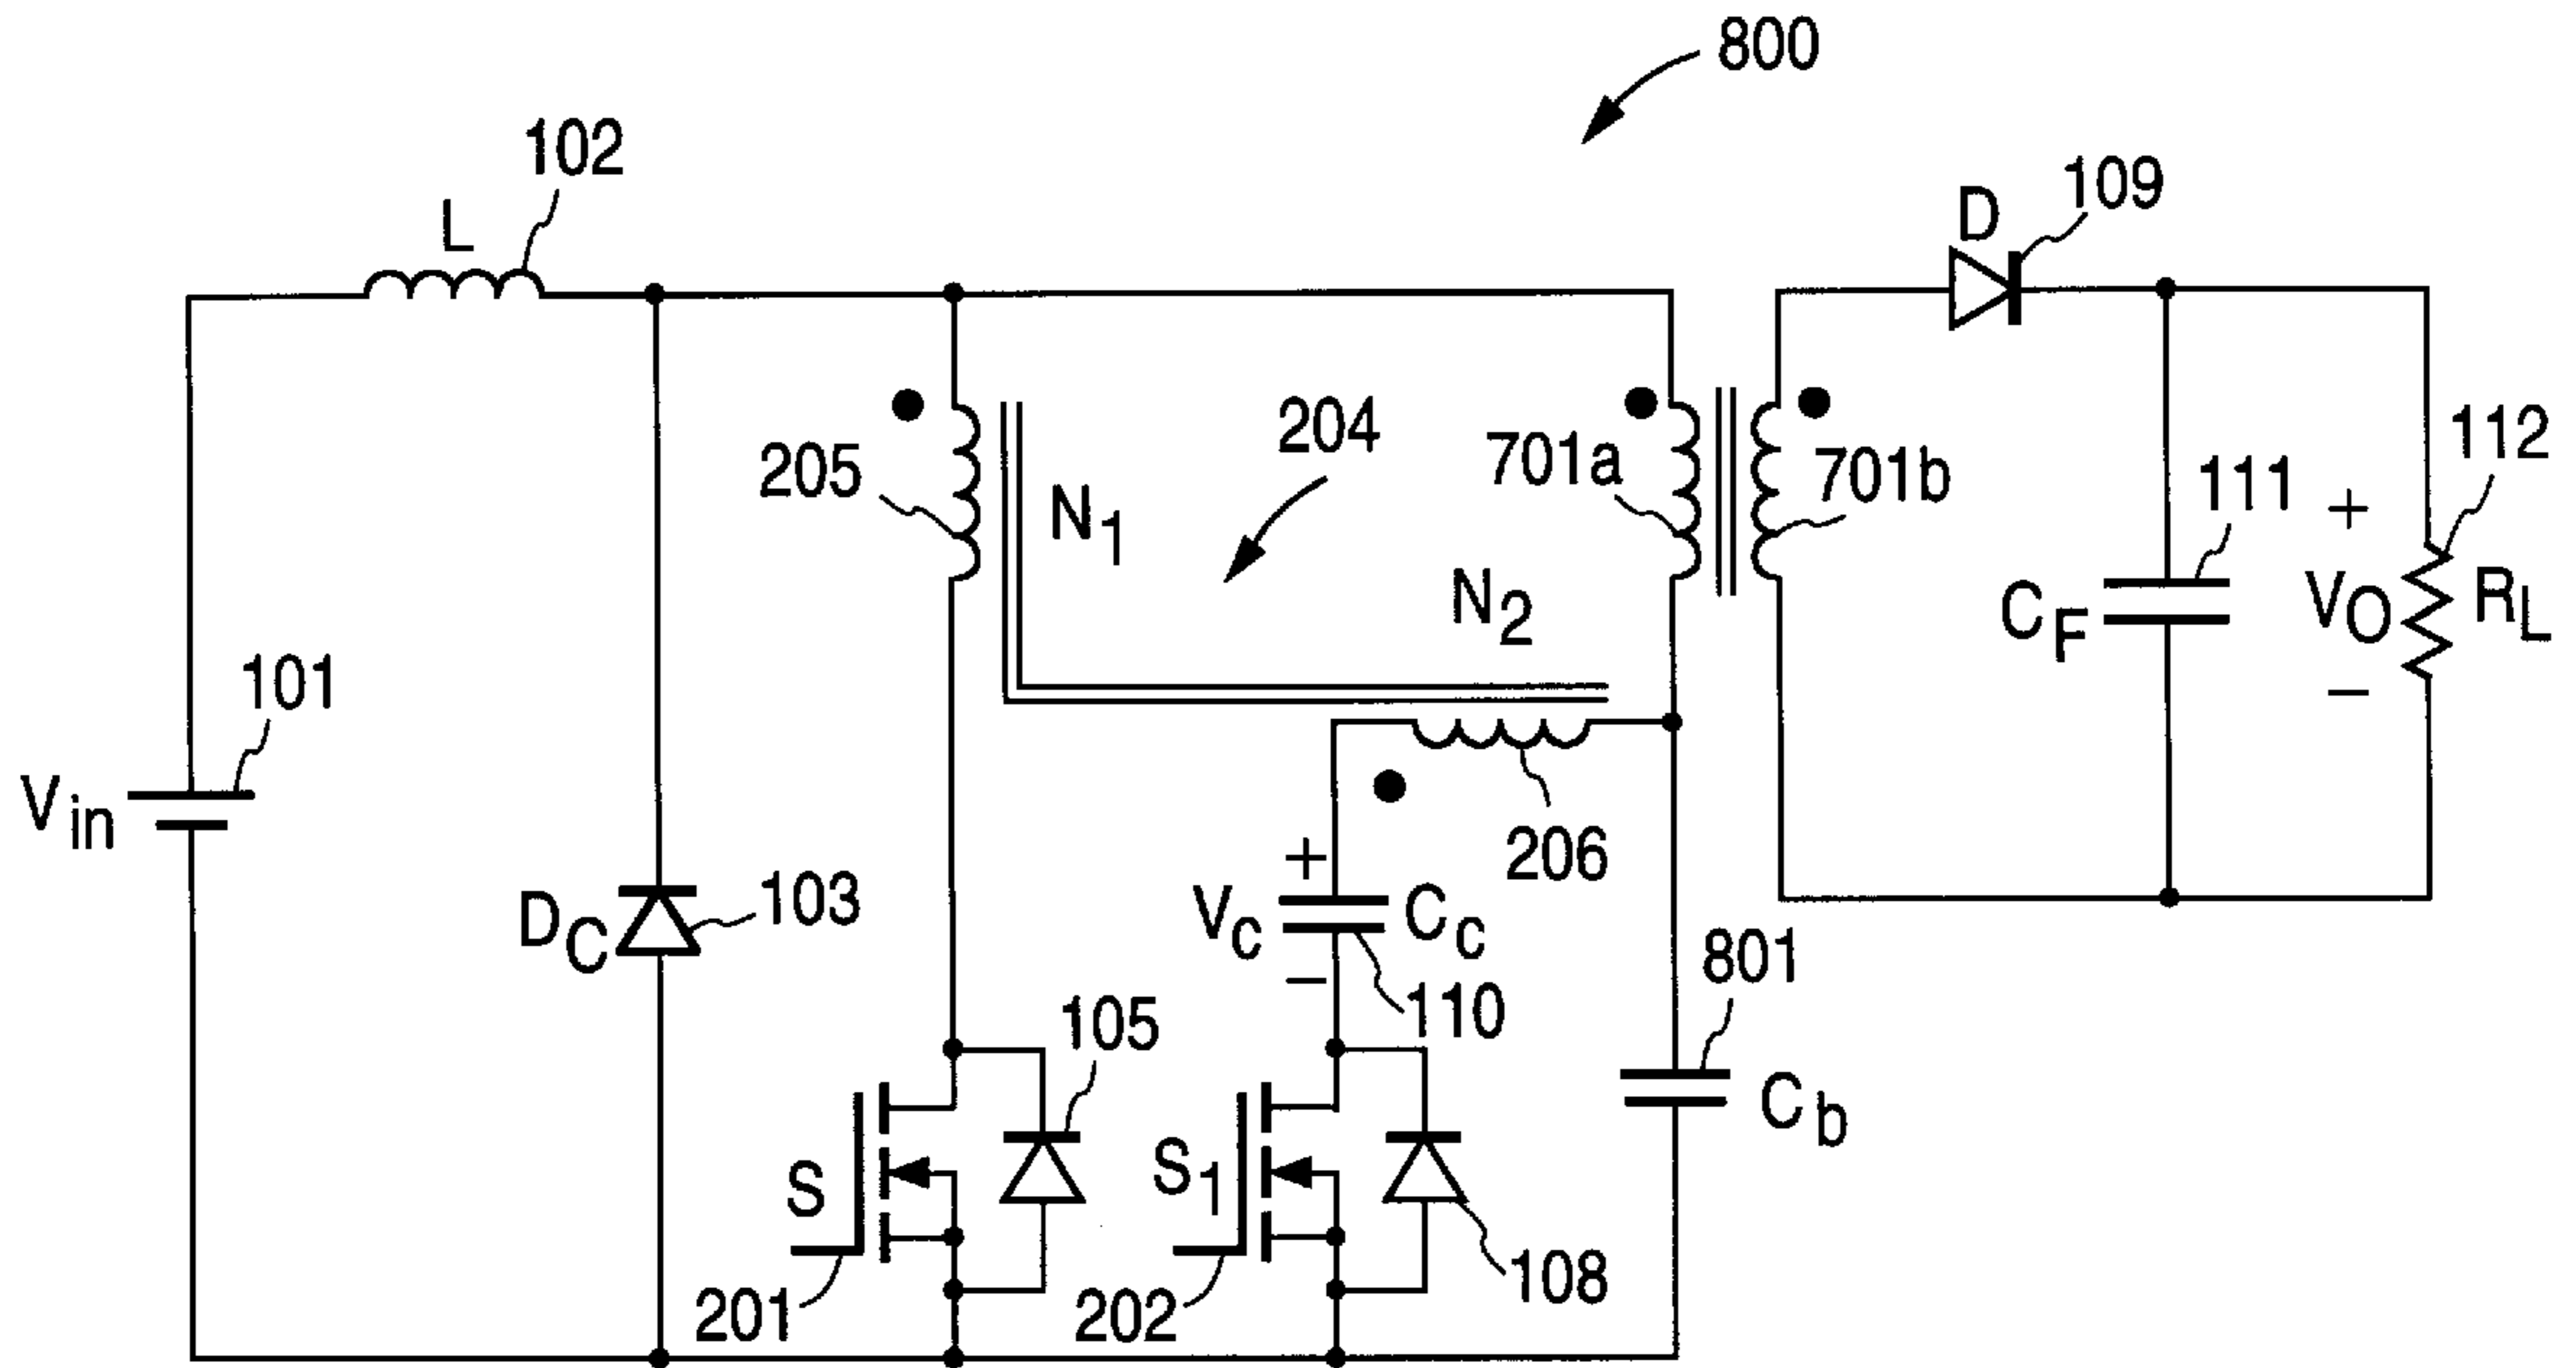 800
102
L
109
D
112
204
205
701a
701b
111
N1
+
N2
CF
VO
RL
−
101
Vin
206
103
+
DC
Vc
Cc
801
−
110
105
Cb
S
S1
108
201
202